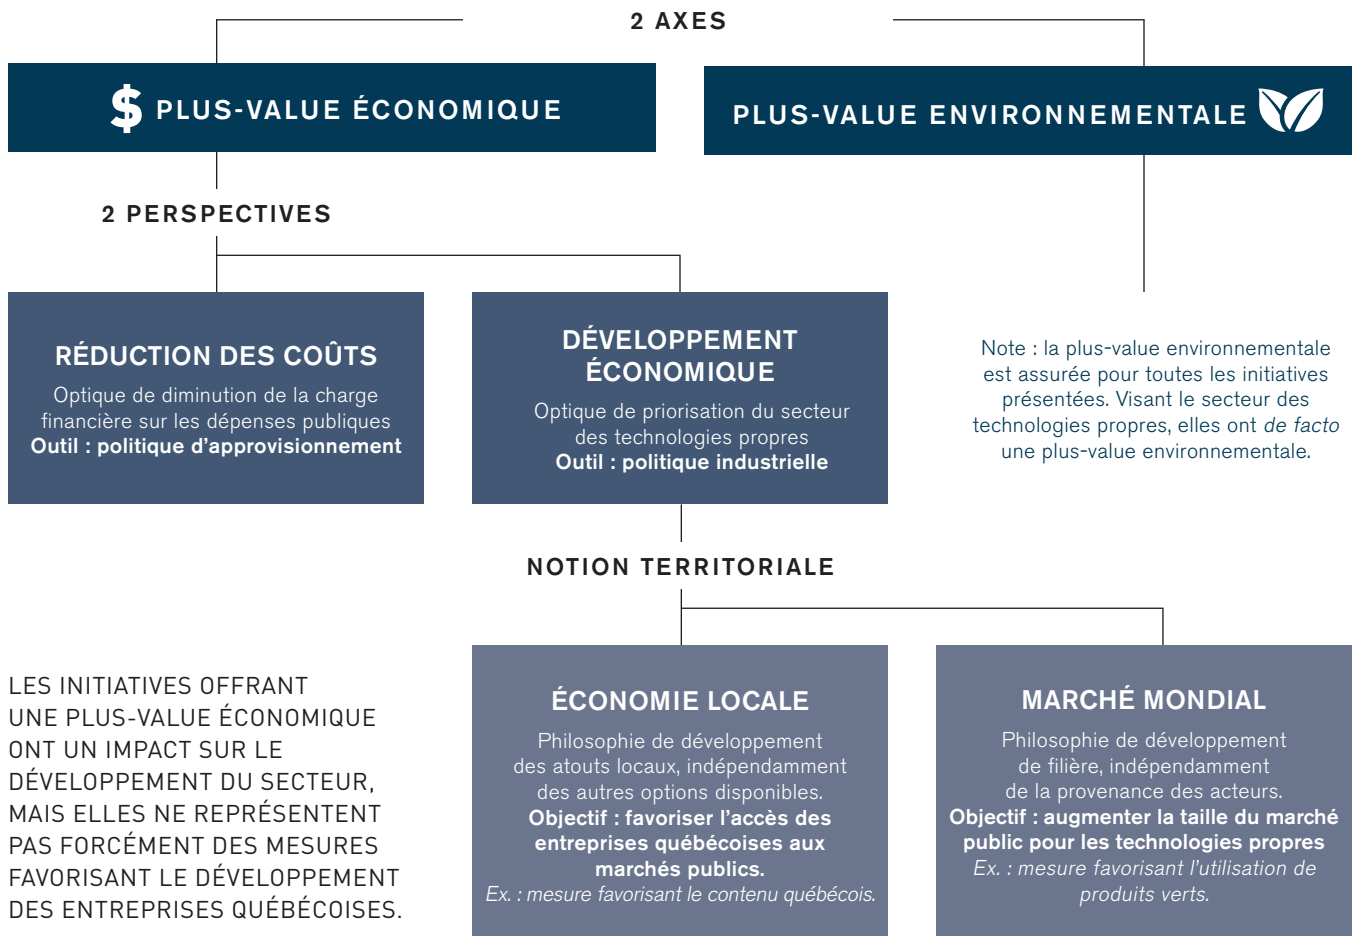 2 AXES
$ PLUS-VALUE ÉCONOMIQUE
PLUS-VALUE ENVIRONNEMENTALE
2 PERSPECTIVES
RÉDUCTION DES COÛTS
Optique de diminution de la charge
financière sur les dépenses publiques
Outil : politique d’approvisionnement
DÉVELOPPEMENT
ÉCONOMIQUE
Optique de priorisation du secteur
des technologies propres
Outil : politique industrielle
Note : la plus-value environnementale
est assurée pour toutes les initiatives
présentées. Visant le secteur des
technologies propres, elles ont de facto
une plus-value environnementale.
NOTION TERRITORIALE
LES INITIATIVES OFFRANT
UNE PLUS-VALUE ÉCONOMIQUE
ONT UN IMPACT SUR LE
DÉVELOPPEMENT DU SECTEUR,
MAIS ELLES NE REPRÉSENTENT
PAS FORCÉMENT DES MESURES
FAVORISANT LE DÉVELOPPEMENT
DES ENTREPRISES QUÉBÉCOISES.
ÉCONOMIE LOCALE
Philosophie de développement
des atouts locaux, indépendamment
des autres options disponibles.
Objectif : favoriser l’accès des
entreprises québécoises aux
marchés publics.
Ex. : mesure favorisant le contenu québécois.
MARCHÉ MONDIAL
Philosophie de développement
de filière, indépendamment
de la provenance des acteurs.
Objectif : augmenter la taille du marché
public pour les technologies propres
Ex. : mesure favorisant l’utilisation de
produits verts.